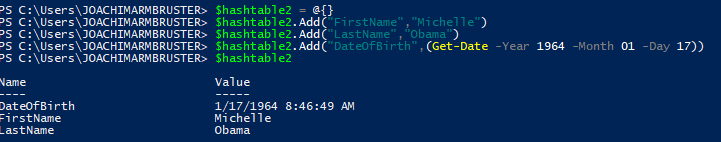 PS C:\Users\JOACHIMARMBRUSTER> $hashtable2 = @{}
PS C:\Users\JOACHIMARMBRUSTER> $hashtable2.Add("FirstName","Michelle")
PS C:\Users\JOACHIMARMBRUSTER> $hashtable2.Add("LastName","Obama")
PS C:\Users\JOACHIMARMBRUSTER> $hashtable2.Add("DateOfBirth",(Get-Date -Year 1964 -Month 01 -Day 17))
PS C:\Users\JOACHIMARMBRUSTER> $hashtable2
Name Value
---- -----
DateOfBirth 1/17/1964 8:46:49 AM
FirstName Michelle
LastName Obama